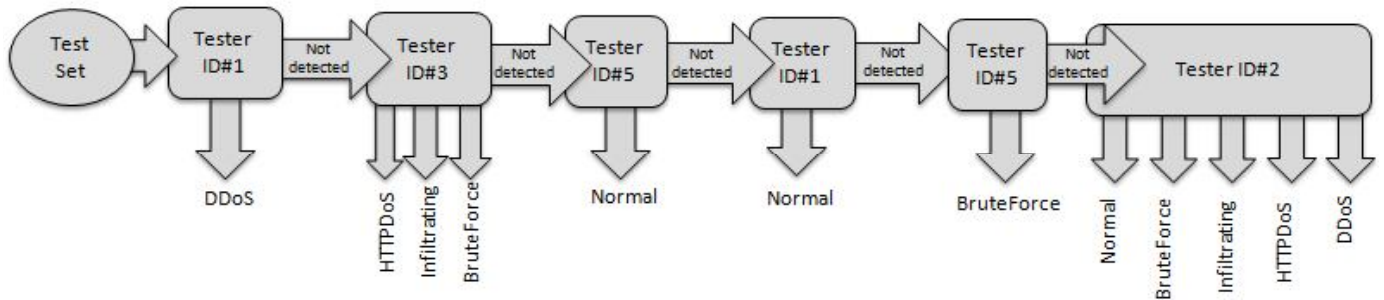 Test
Set
Tester
ID#1
Not
detected
Tester
ID#3
Not
detected
Tester
ID#5
Not
detected
Tester
ID#1
Not
detected
Tester
ID#5
Not
detected
Tester ID#2
DDoS
HTTPDoS
Infiltrating
BruteForce
Normal
Normal
BruteForce
Normal
BruteForce
Infiltrating
HTTPDoS
DDoS